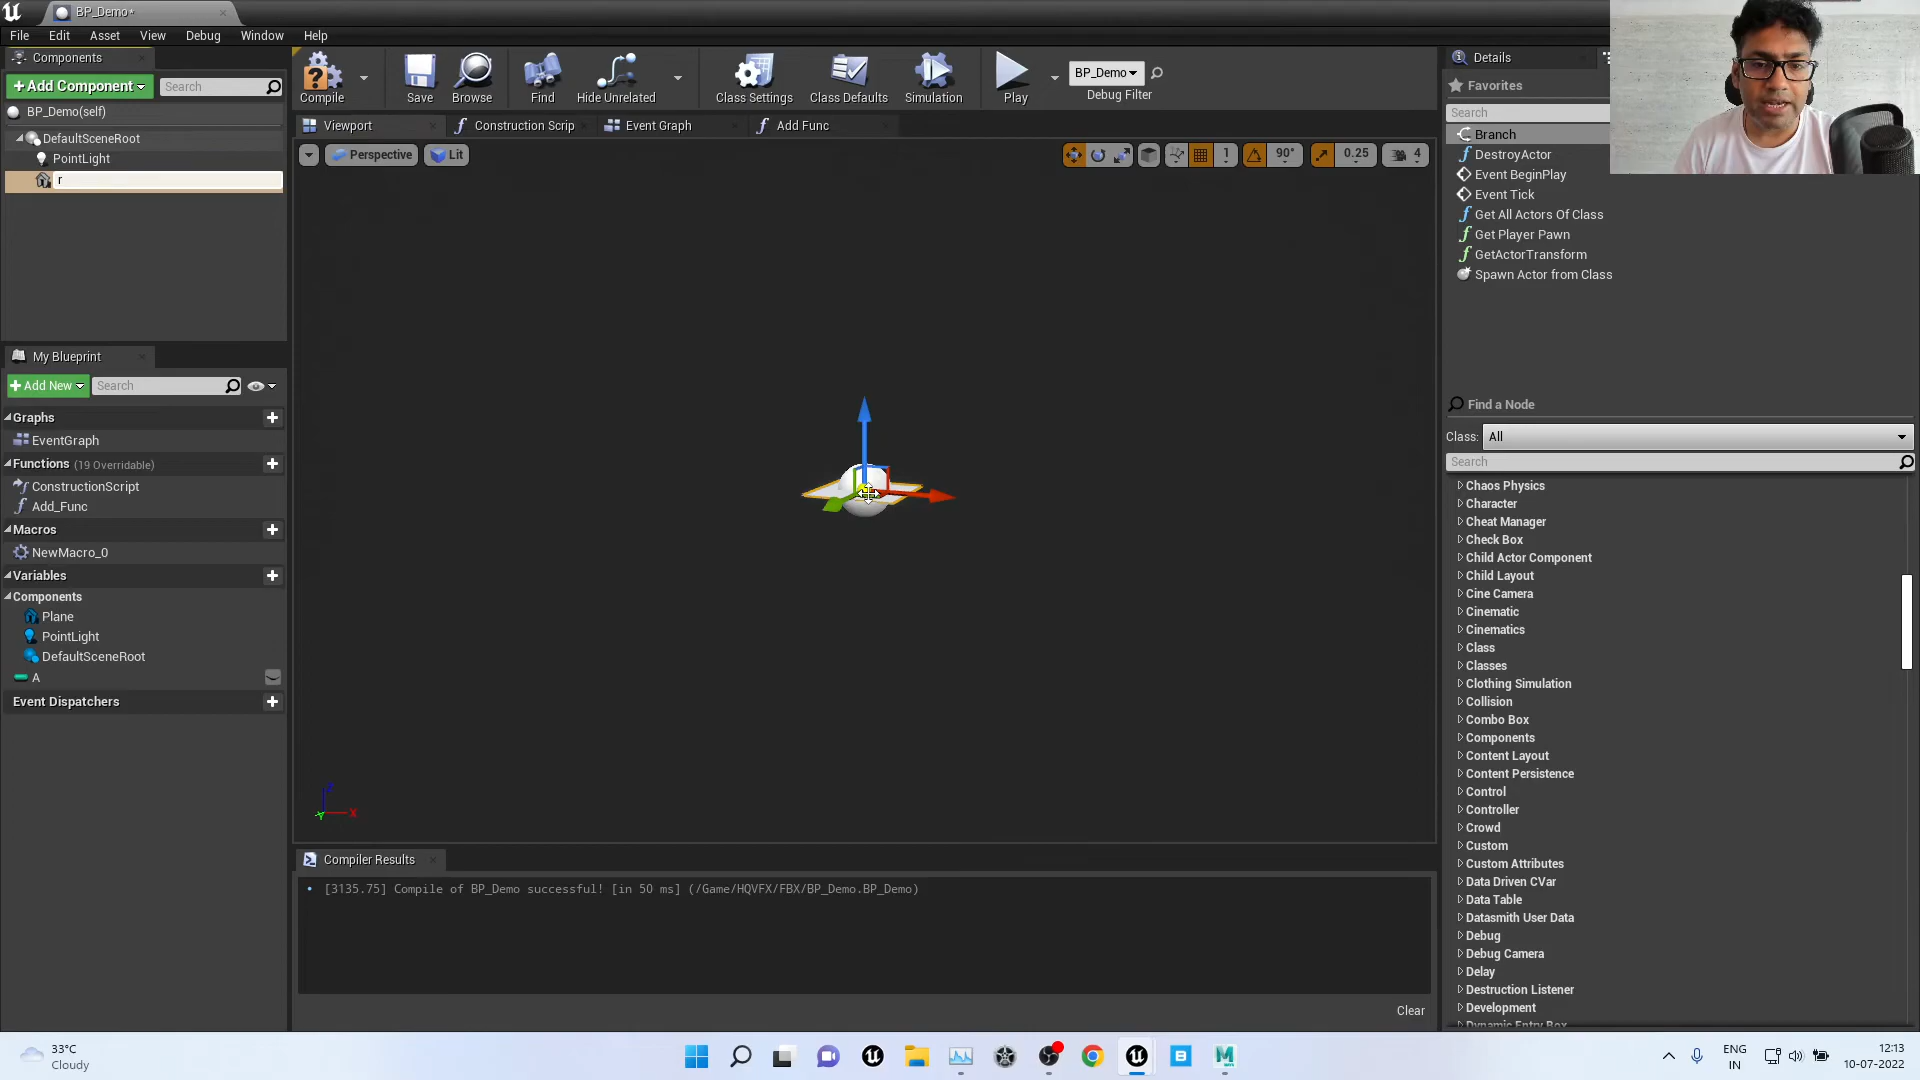 BP_Demo*
File Edit Asset View Debug Window Help
Components
+Add Component
Search
BP_Demo(self)
DefaultSceneRoot
PointLight
r
Compile
Save
Browse
Find
Hide Unrelated
Class Settings
Class Defaults
Simulation
Play
BP_Demo
Debug Filter
Viewport
Construction Scrip
Event Graph
Add Func
Perspective
Lit
1
90°
0.25
4
My Blueprint
+Add New
Search
Graphs
EventGraph
Functions (19 Overridable)
ConstructionScript
Add_Func
Macros
NewMacro_0
Variables
Components
Plane
PointLight
DefaultSceneRoot
A
Event Dispatchers
X
Compiler Results
[3135.75] Compile of BP_Demo successful! [in 50 ms] (/Game/HQVFX/FBX/BP_Demo.BP_Demo)
Clear
Details
Favorites
Search
Branch
DestroyActor
Event BeginPlay
Event Tick
Get All Actors Of Class
Get Player Pawn
GetActorTransform
Spawn Actor from Class
Find a Node
Class: All
Search
Chaos Physics
Character
Cheat Manager
Check Box
Child Actor Component
Child Layout
Cine Camera
Cinematic
Cinematics
Class
Classes
Clothing Simulation
Collision
Combo Box
Components
Content Layout
Content Persistence
Control
Controller
Crowd
Custom
Custom Attributes
Data Driven CVar
Data Table
Datasmith User Data
Debug
Debug Camera
Delay
Destruction Listener
Development
Dynamic Entry Box
33°C
Cloudy
ENG
IN
12:13
10-07-2022